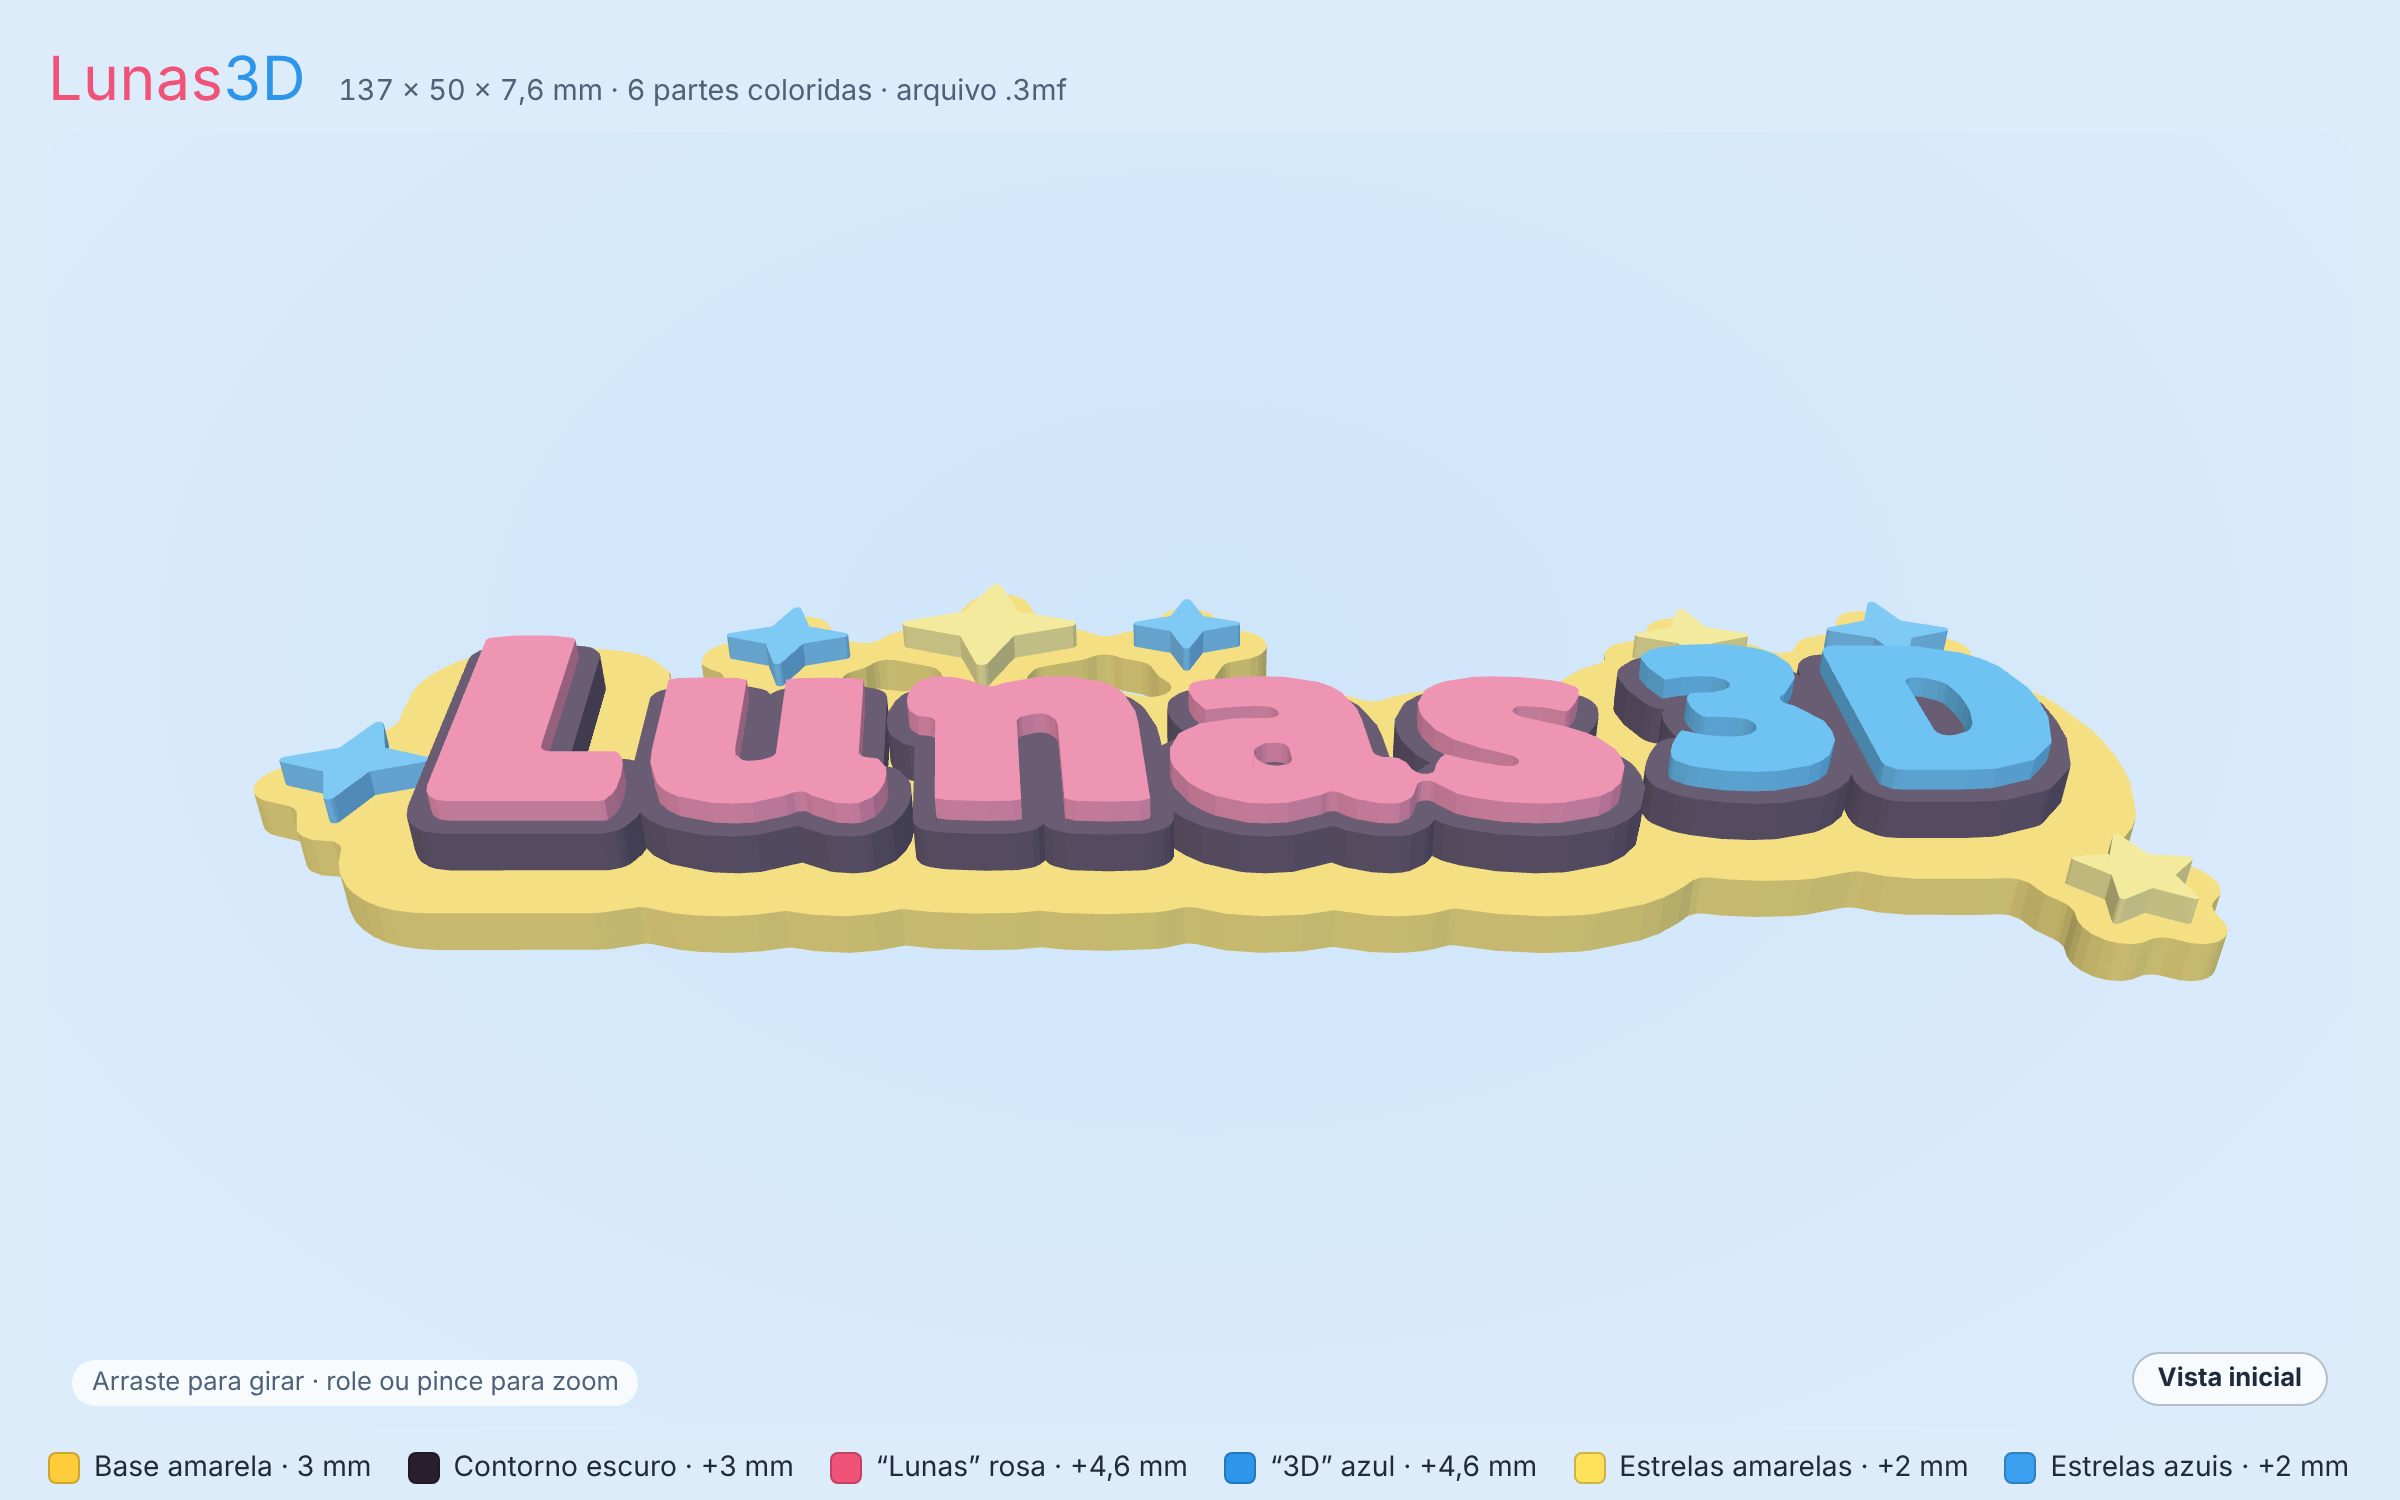 Lunas3D
137 × 50 × 7,6 mm · 6 partes coloridas · arquivo .3mf
Lunas3D
Arraste para girar · role ou pince para zoom
Vista inicial
Base amarela · 3 mm
Contorno escuro · +3 mm
“Lunas” rosa · +4,6 mm
“3D” azul · +4,6 mm
Estrelas amarelas · +2 mm
Estrelas azuis · +2 mm